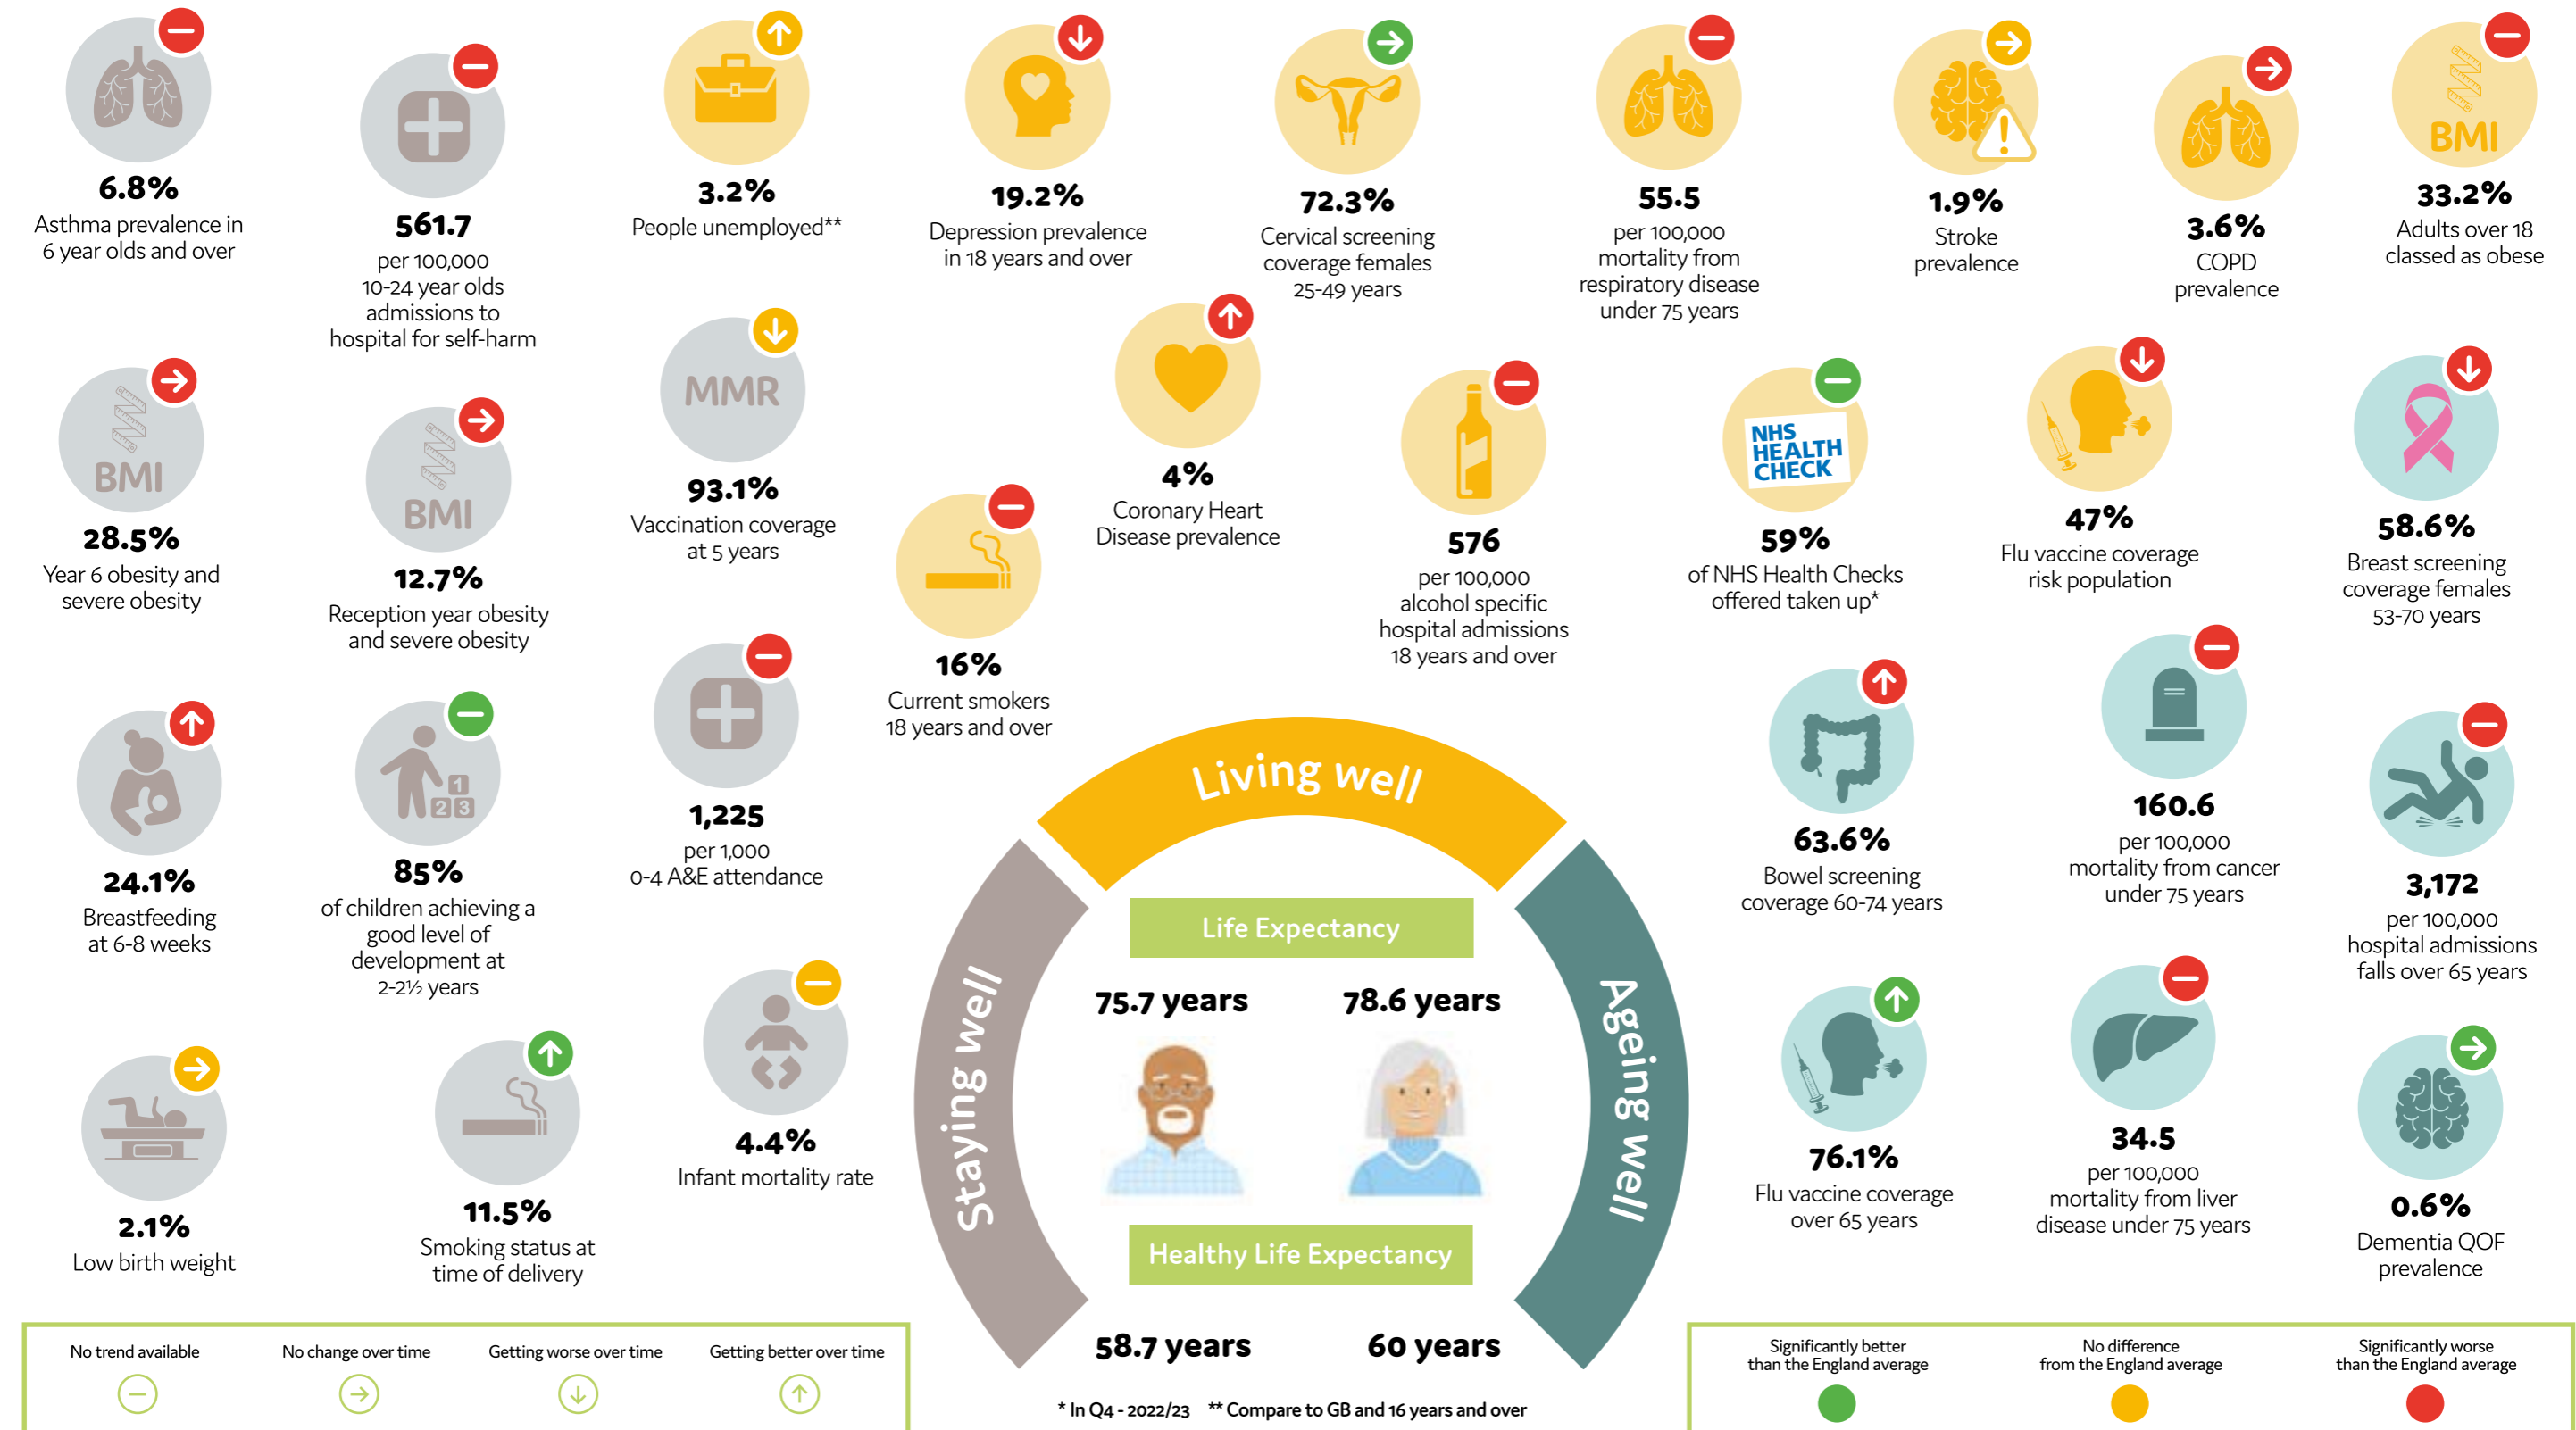 6.8%
Asthma prevalence in
6 year olds and over
561.7
per 100,000
10-24 year olds
admissions to
hospital for self-harm
3.2%
People unemployed**
19.2%
Depression prevalence
in 18 years and over
72.3%
Cervical screening
coverage females
25-49 years
55.5
per 100,000
mortality from
respiratory disease
under 75 years
1.9%
Stroke
prevalence
3.6%
COPD
prevalence
BMI
33.2%
Adults over 18
classed as obese
BMI
28.5%
Year 6 obesity and
severe obesity
BMI
12.7%
Reception year obesity
and severe obesity
MMR
93.1%
Vaccination coverage
at 5 years
16%
Current smokers
18 years and over
4%
Coronary Heart
Disease prevalence
576
per 100,000
alcohol specific
hospital admissions
18 years and over
NHS
HEALTH
CHECK
59%
of NHS Health Checks
offered taken up*
47%
Flu vaccine coverage
risk population
58.6%
Breast screening
coverage females
53-70 years
24.1%
Breastfeeding
at 6-8 weeks
1
2 3
85%
of children achieving a
good level of
development at
2-2½ years
1,225
per 1,000
0-4 A&E attendance
63.6%
Bowel screening
coverage 60-74 years
160.6
per 100,000
mortality from cancer
under 75 years
3,172
per 100,000
hospital admissions
falls over 65 years
2.1%
Low birth weight
11.5%
Smoking status at
time of delivery
4.4%
Infant mortality rate
76.1%
Flu vaccine coverage
over 65 years
34.5
per 100,000
mortality from liver
disease under 75 years
0.6%
Dementia QOF
prevalence
Staying well
Living well
Ageing well
Life Expectancy
75.7 years
78.6 years
Healthy Life Expectancy
58.7 years
60 years
* In Q4 - 2022/23 ** Compare to GB and 16 years and over
No trend available
No change over time
Getting worse over time
Getting better over time
Significantly better
than the England average
No difference
from the England average
Significantly worse
than the England average